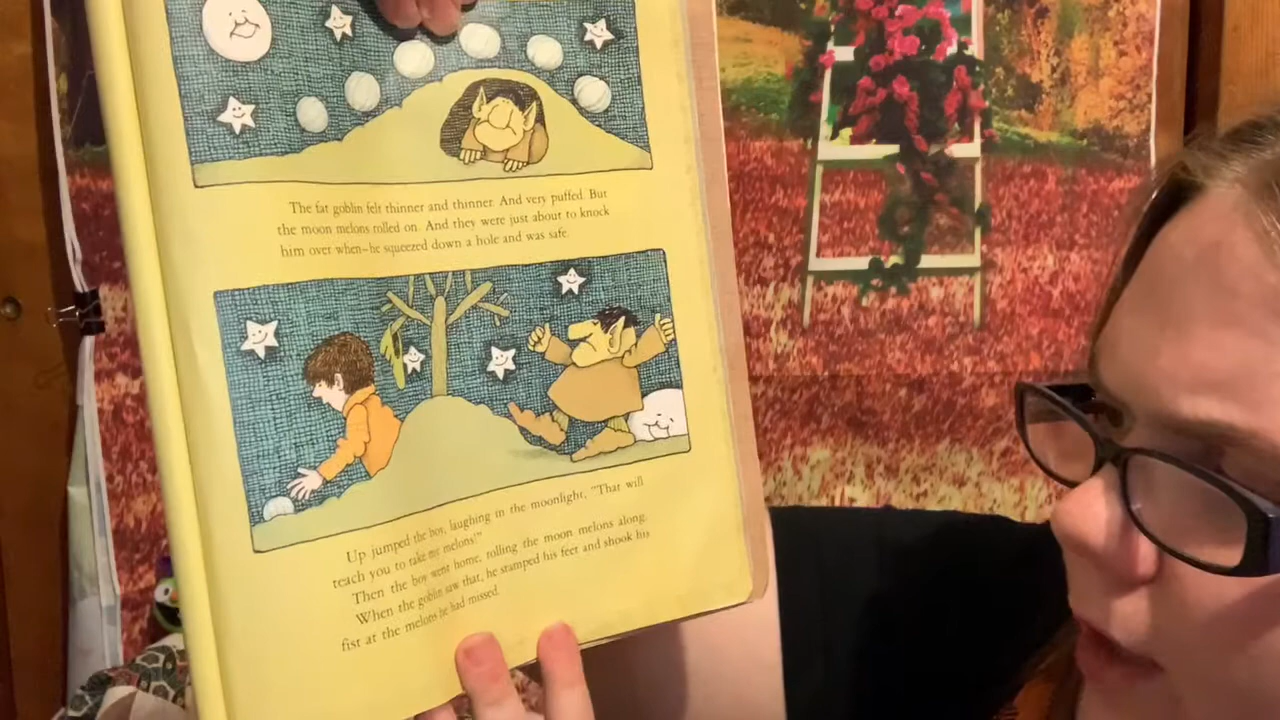 The fat goblin felt thinner and thinner. And very puffed. But
the moon melons rolled on. And they were just about to knock
him over when—he squeezed down a hole and was safe.
Up jumped the boy, laughing in the moonlight, "That will
teach you to take my melons!"
Then the boy went home, rolling the moon melons along.
When the goblin saw that, he stamped his feet and shook his
fist at the melons he had missed.